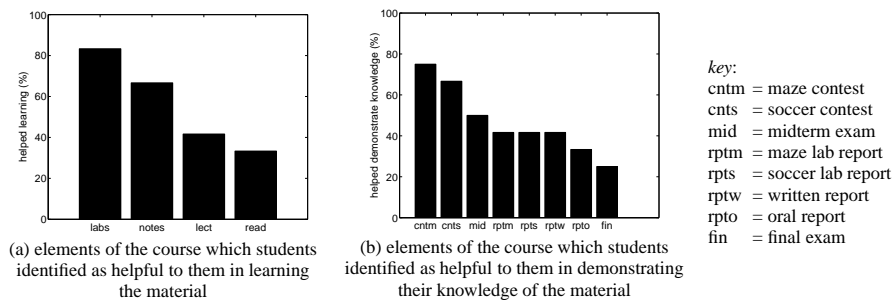 100
80
60
40
20
0
helped learning (%)
labs notes lect read
(a) elements of the course which students
identified as helpful to them in learning
the material
100
80
60
40
20
0
helped demonstrate knowledge (%)
cntm cnts mid rptm rpts rptw rpto fin
(b) elements of the course which students
identified as helpful to them in demonstrating
their knowledge of the material
key:
cntm = maze contest
cnts = soccer contest
mid = midterm exam
rptm = maze lab report
rpts = soccer lab report
rptw = written report
rpto = oral report
fin = final exam